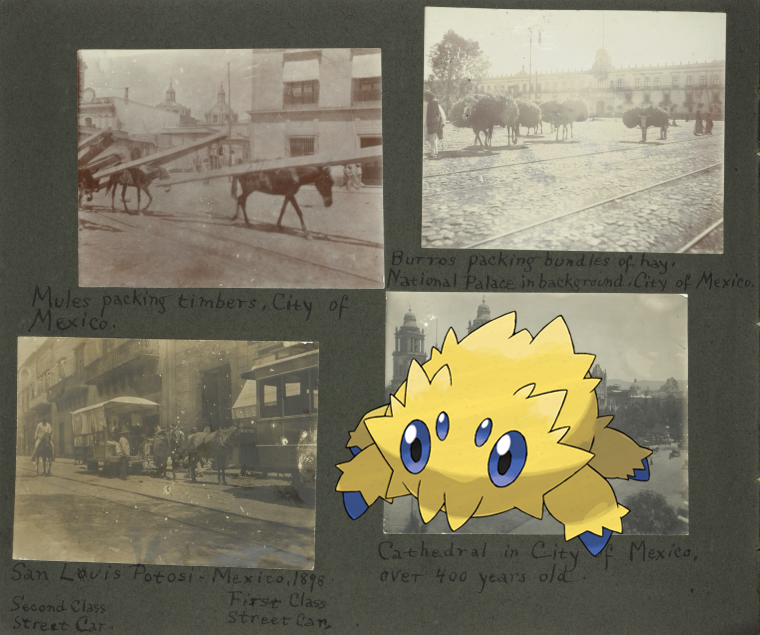 Mules packing timbers, City of
Mexico.
Burros packing bundles of hay.
National Palace in background, City of Mexico.
San Louis Potosi - Mexico, 1898
Second Class
Street Car.
First Class
Street Car,
Cathedral in City of Mexico,
over 400 years old.